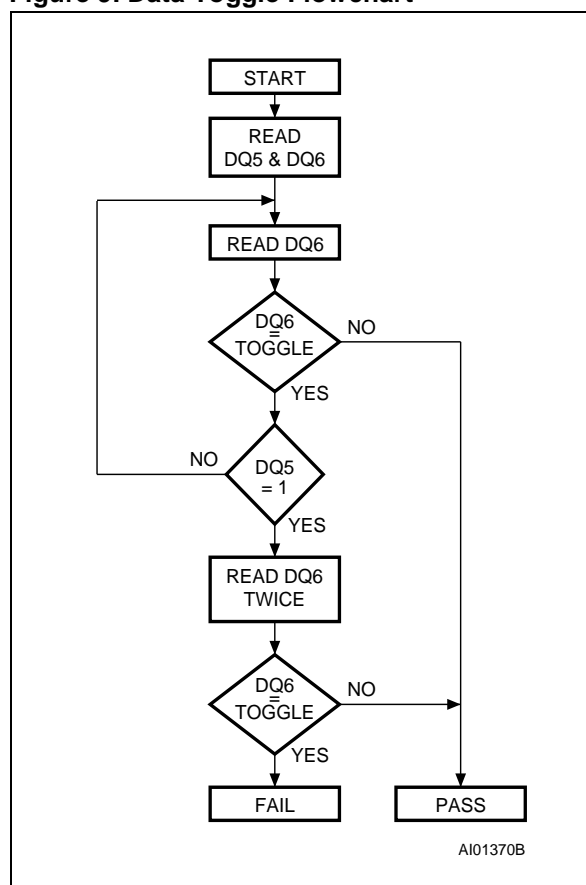 Figure Data Toggle Flowchart
START
READ
DQ5 & DQ6
READ DQ6
DQ6
=
TOGGLE
NO
YES
NO
DQ5
= 1
YES
READ DQ6
TWICE
DQ6
=
TOGGLE
NO
YES
FAIL
PASS
AI01370B